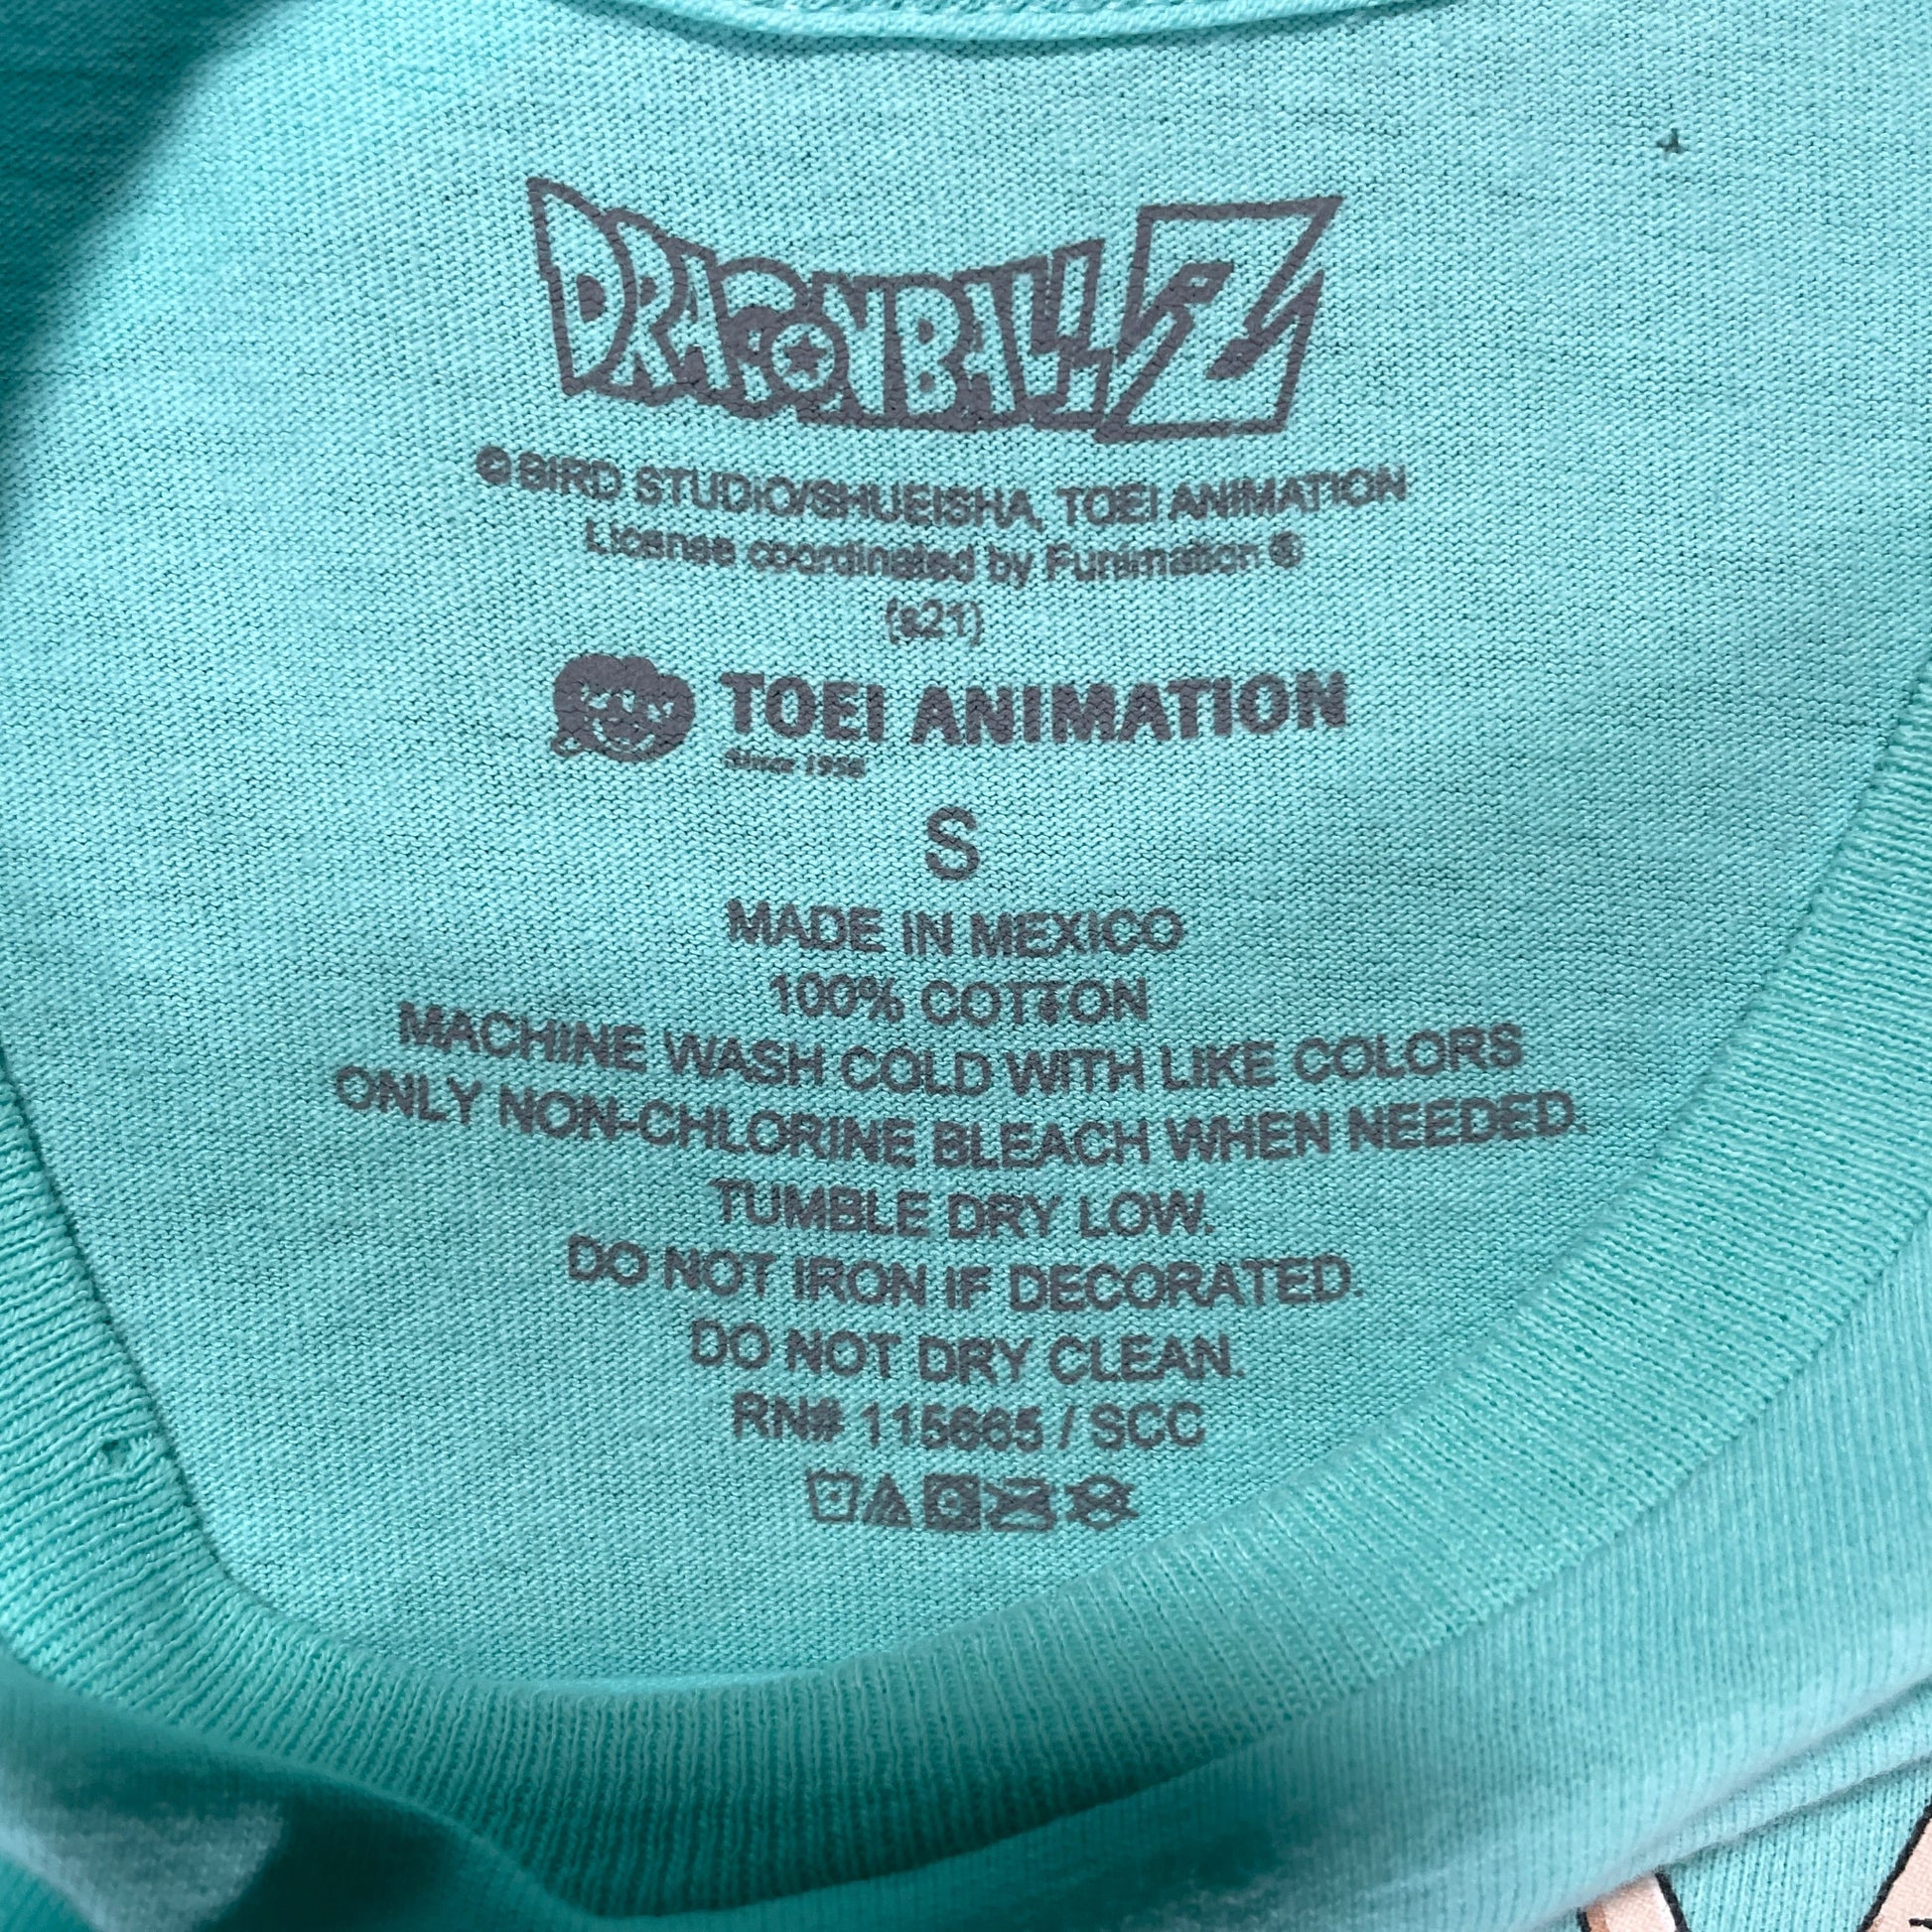 DRAGONBALL Z
© BIRD STUDIO/SHUEISHA, TOEI ANIMATION
License coordinated by Funimation ®
(s21)
TOEI ANIMATION
Since 1956
S
MADE IN MEXICO
100% COTTON
MACHINE WASH COLD WITH LIKE COLORS
ONLY NON-CHLORINE BLEACH WHEN NEEDED.
TUMBLE DRY LOW.
DO NOT IRON IF DECORATED.
DO NOT DRY CLEAN.
RN# 115665 / SCC